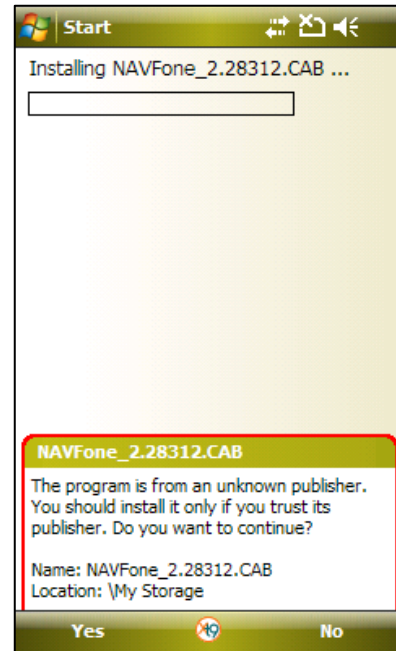 Start
Installing NAVFone_2.28312.CAB ...
NAVFone_2.28312.CAB
The program is from an unknown publisher.
You should install it only if you trust its
publisher. Do you want to continue?
Name: NAVFone_2.28312.CAB
Location: \My Storage
Yes
No